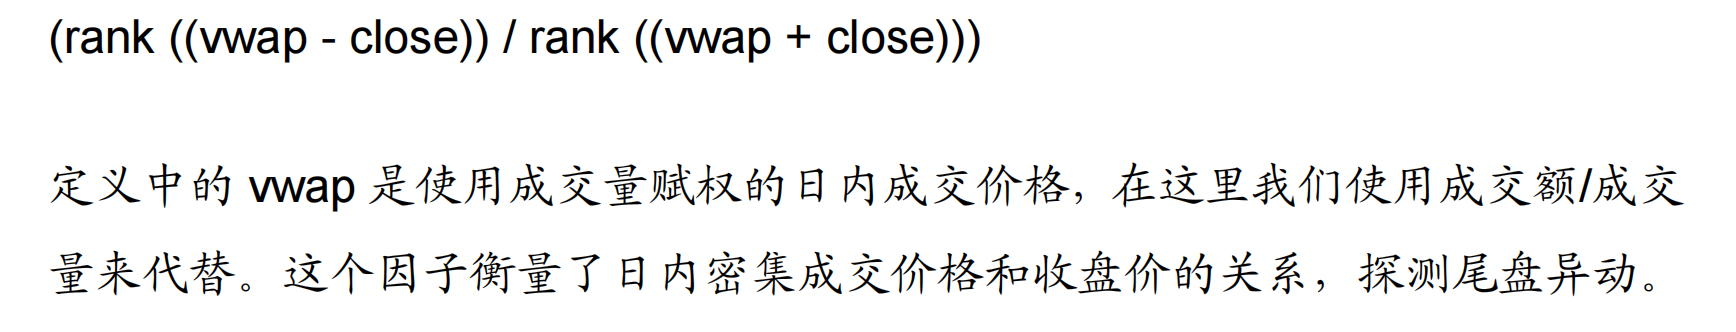 (rank ((vwap - close)) / rank ((vwap + close)))
定义中的 vwap 是使用成交量赋权的日内成交价格，在这里我们使用成交额/成交
量来代替。这个因子衡量了日内密集成交价格和收盘价的关系，探测尾盘异动。